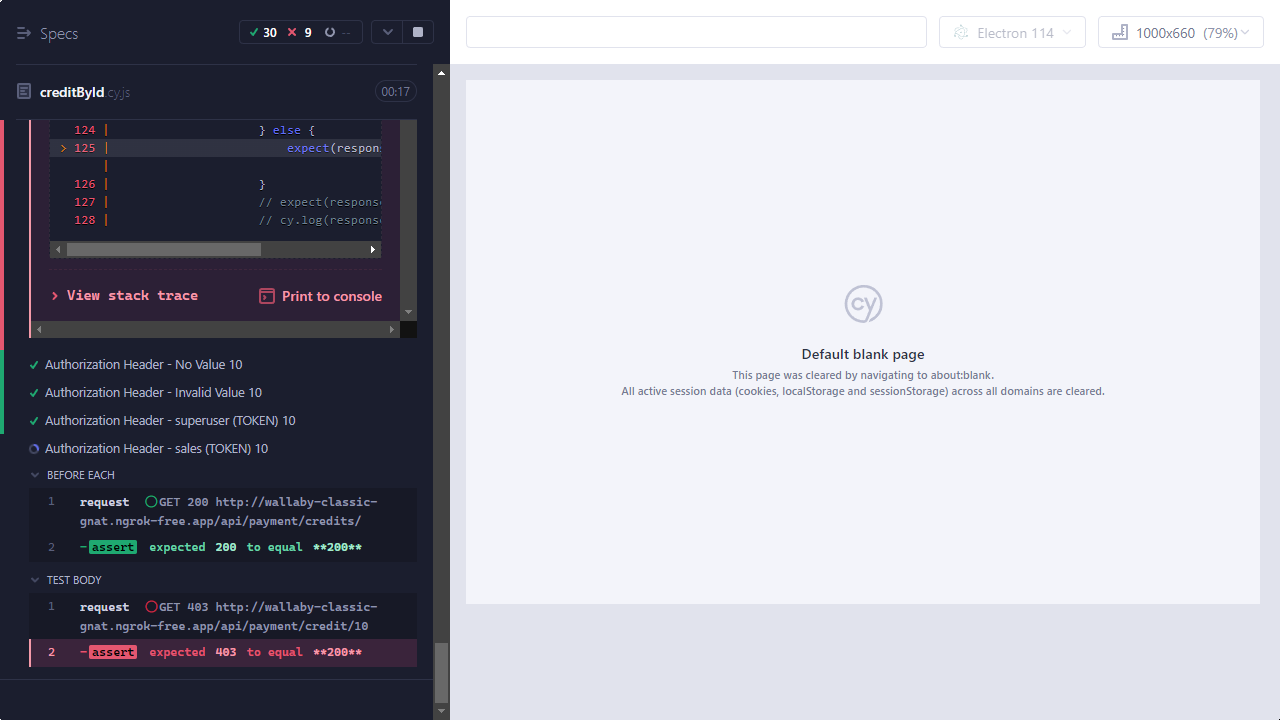 Specs
30
9
--
Electron 114
1000x660 (79%)
creditById.cy.js
00:17
124 | } else {
> 125 | expect(respons
|
126 | }
127 | // expect(response
128 | // cy.log(response
View stack trace
Print to console
Authorization Header - No Value 10
Authorization Header - Invalid Value 10
Authorization Header - superuser (TOKEN) 10
Authorization Header - sales (TOKEN) 10
BEFORE EACH
1 request GET 200 http://wallaby-classic-
gnat.ngrok-free.app/api/payment/credits/
2 -assert expected 200 to equal **200**
TEST BODY
1 request GET 403 http://wallaby-classic-
gnat.ngrok-free.app/api/payment/credit/10
2 -assert expected 403 to equal **200**
cy
Default blank page
This page was cleared by navigating to about:blank.
All active session data (cookies, localStorage and sessionStorage) across all domains are cleared.